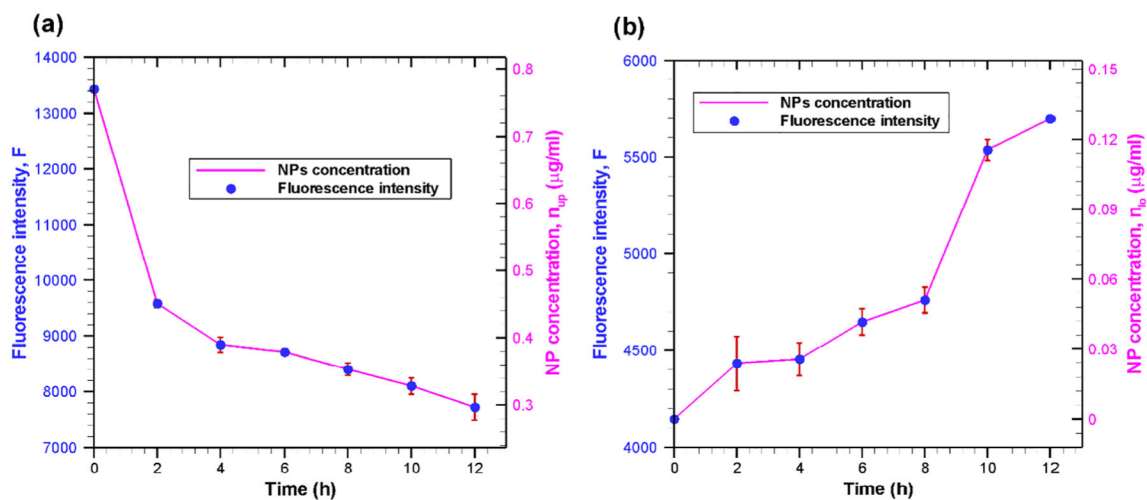 (a)
14000
13000
12000
11000
10000
9000
8000
7000
Fluorescence intensity, F
0.8
0.7
0.6
0.5
0.4
0.3
NP concentration, nup (μg/ml)
NPs concentration
Fluorescence intensity
0 2 4 6 8 10 12
Time (h)
(b)
6000
5500
5000
4500
4000
Fluorescence intensity, F
0.15
0.12
0.09
0.06
0.03
0
NP concentration, nlo (μg/ml)
NPs concentration
Fluorescence intensity
0 2 4 6 8 10 12
Time (h)